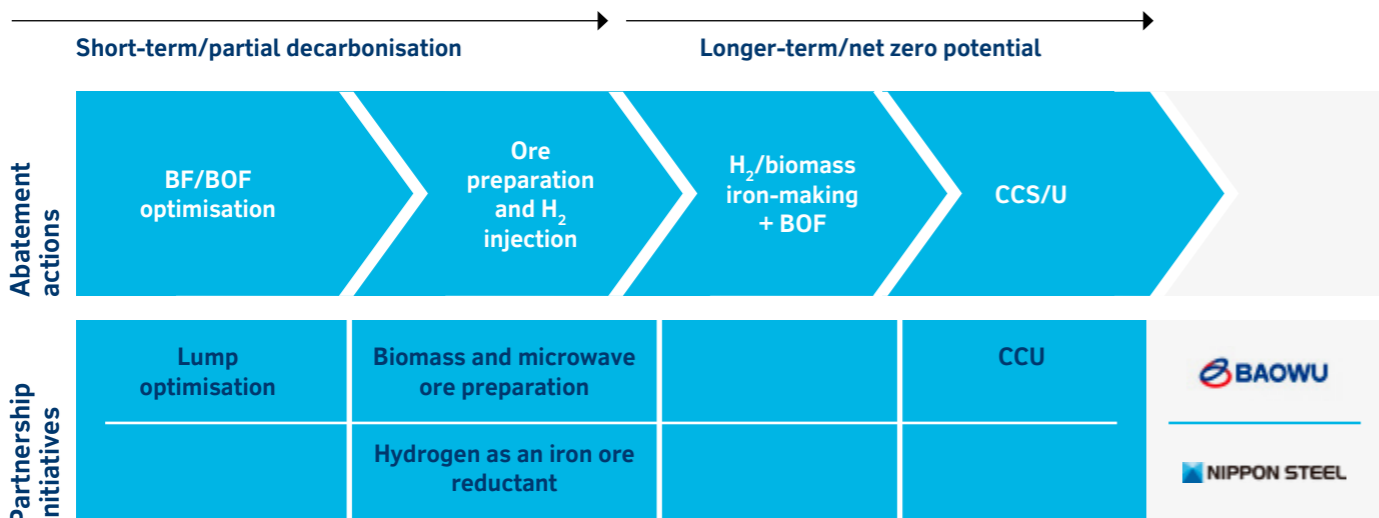 Short-term/partial decarbonisation
Longer-term/net zero potential
Abatement
actions
BF/BOF
optimisation
Ore
preparation
and H₂
injection
H₂/biomass
iron-making
+ BOF
CCS/U
Partnership
initiatives
Lump
optimisation
Biomass and microwave
ore preparation
CCU
BAOWU
Hydrogen as an iron ore
reductant
NIPPON STEEL